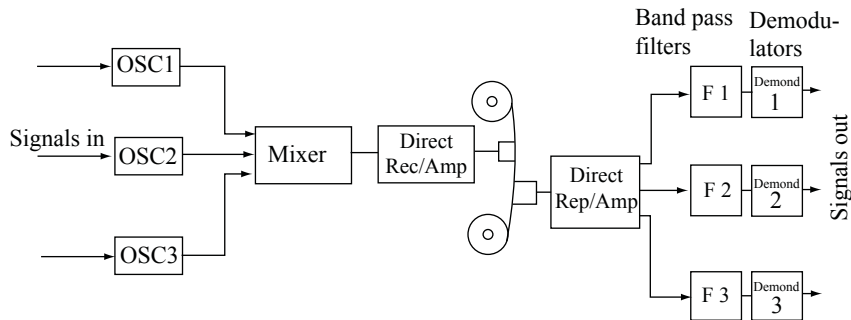 Band pass
filters
Demodu-
lators
OSC1
Signals in
OSC2
OSC3
Mixer
Direct
Rec/Amp
Direct
Rep/Amp
F 1
Demond
1
F 2
Demond
2
F 3
Demond
3
Signals out